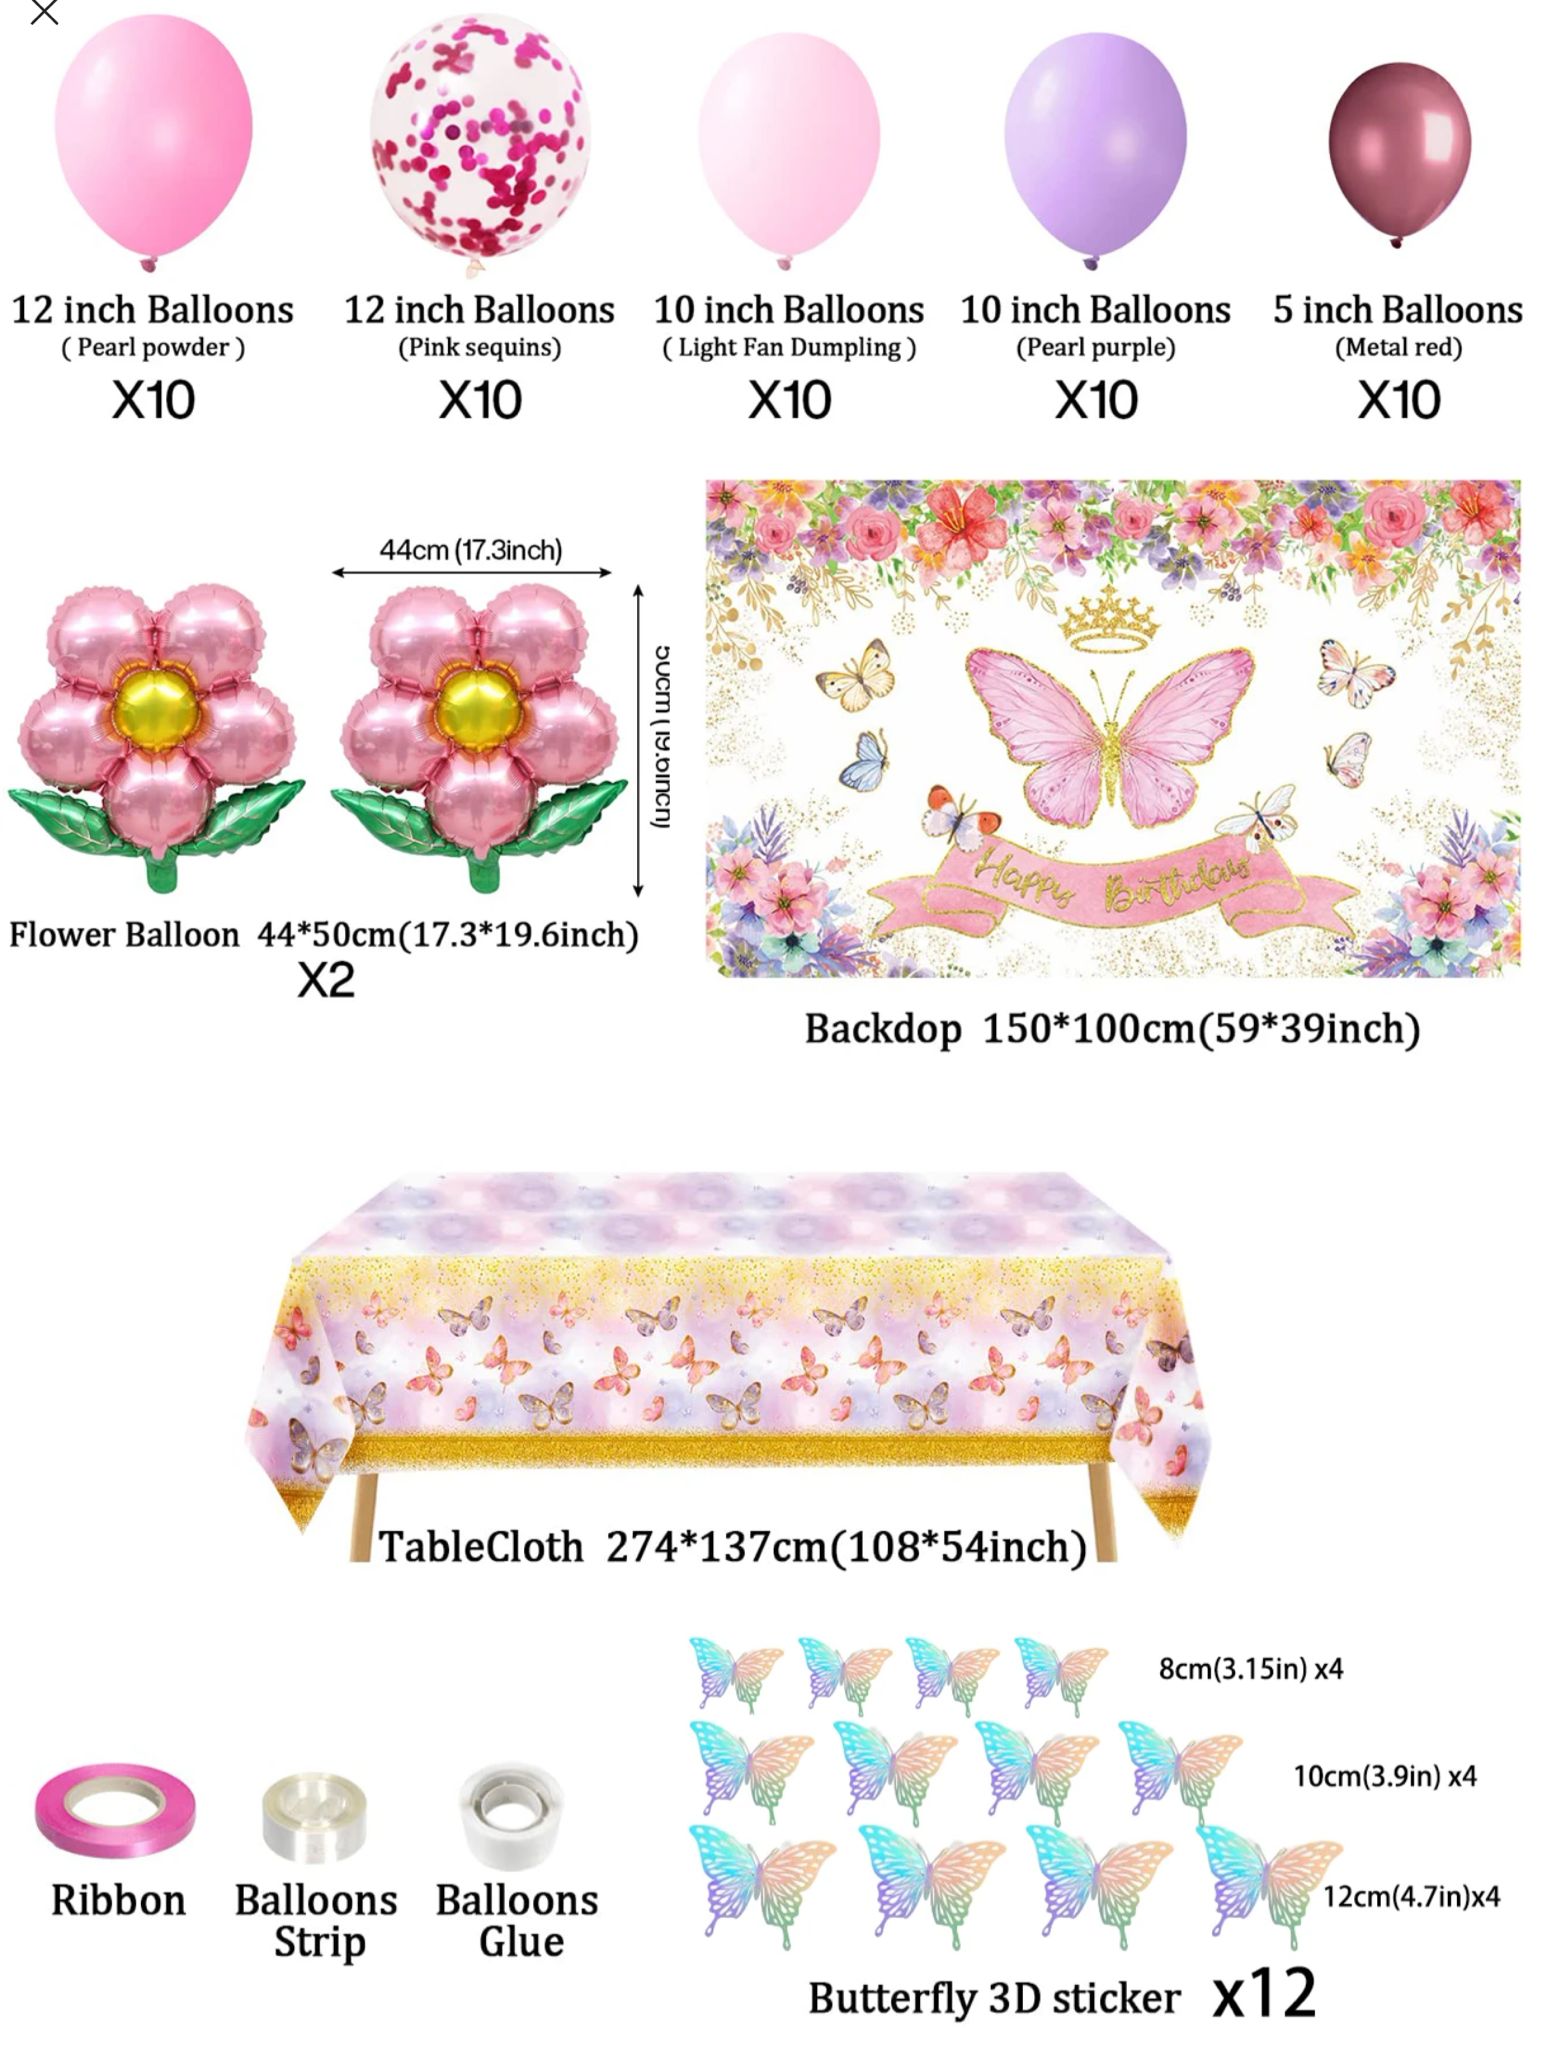 12 inch Balloons
( Pearl powder )
X10
12 inch Balloons
(Pink sequins)
X10
10 inch Balloons
( Light Fan Dumpling )
X10
10 inch Balloons
(Pearl purple)
X10
5 inch Balloons
(Metal red)
X10
44cm (17.3inch)
50cm (19.6inch)
Flower Balloon 44*50cm(17.3*19.6inch)
X2
Happy Birthday
Backdop 150*100cm(59*39inch)
TableCloth 274*137cm(108*54inch)
Ribbon
Balloons
Strip
Balloons
Glue
8cm(3.15in) x4
10cm(3.9in) x4
12cm(4.7in)x4
Butterfly 3D sticker x12